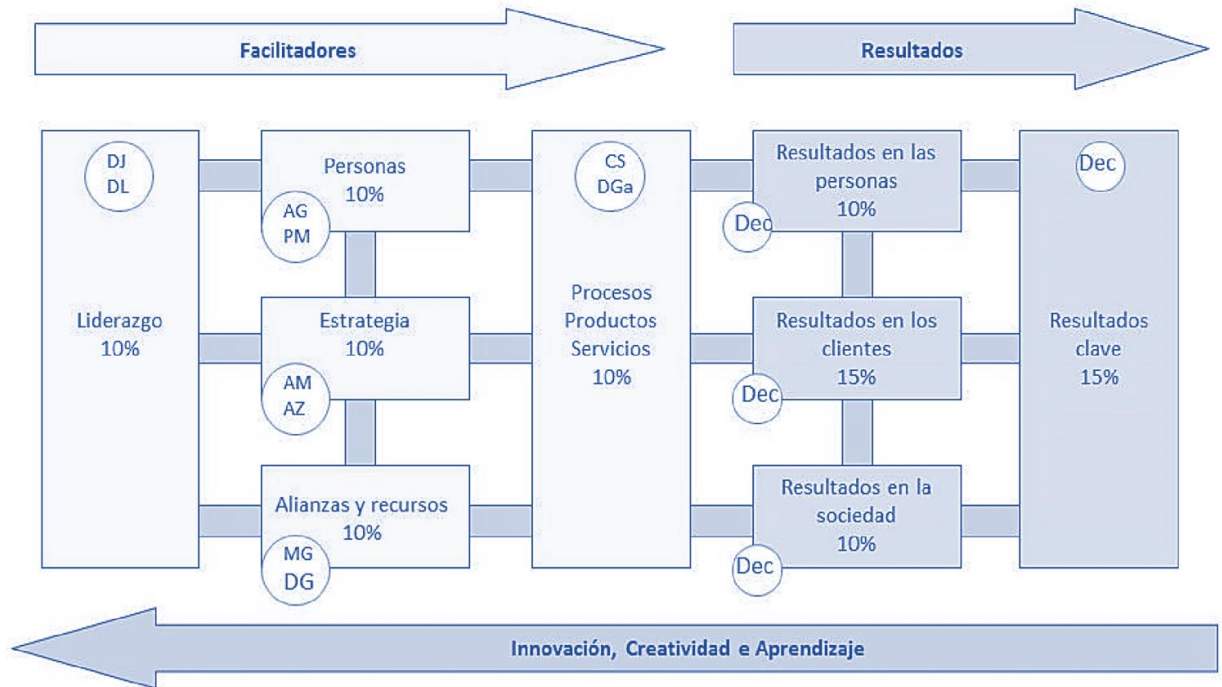 Facilitadores
Resultados
DJ
DL
Liderazgo
10%
Personas
10%
AG
PM
Estrategia
10%
AM
AZ
Alianzas y recursos
10%
MG
DG
CS
DGa
Procesos
Productos
Servicios
10%
Resultados en las
personas
10%
Dec
Resultados en los
clientes
15%
Dec
Resultados en la
sociedad
10%
Dec
Dec
Resultados
clave
15%
Innovación, Creatividad e Aprendizaje